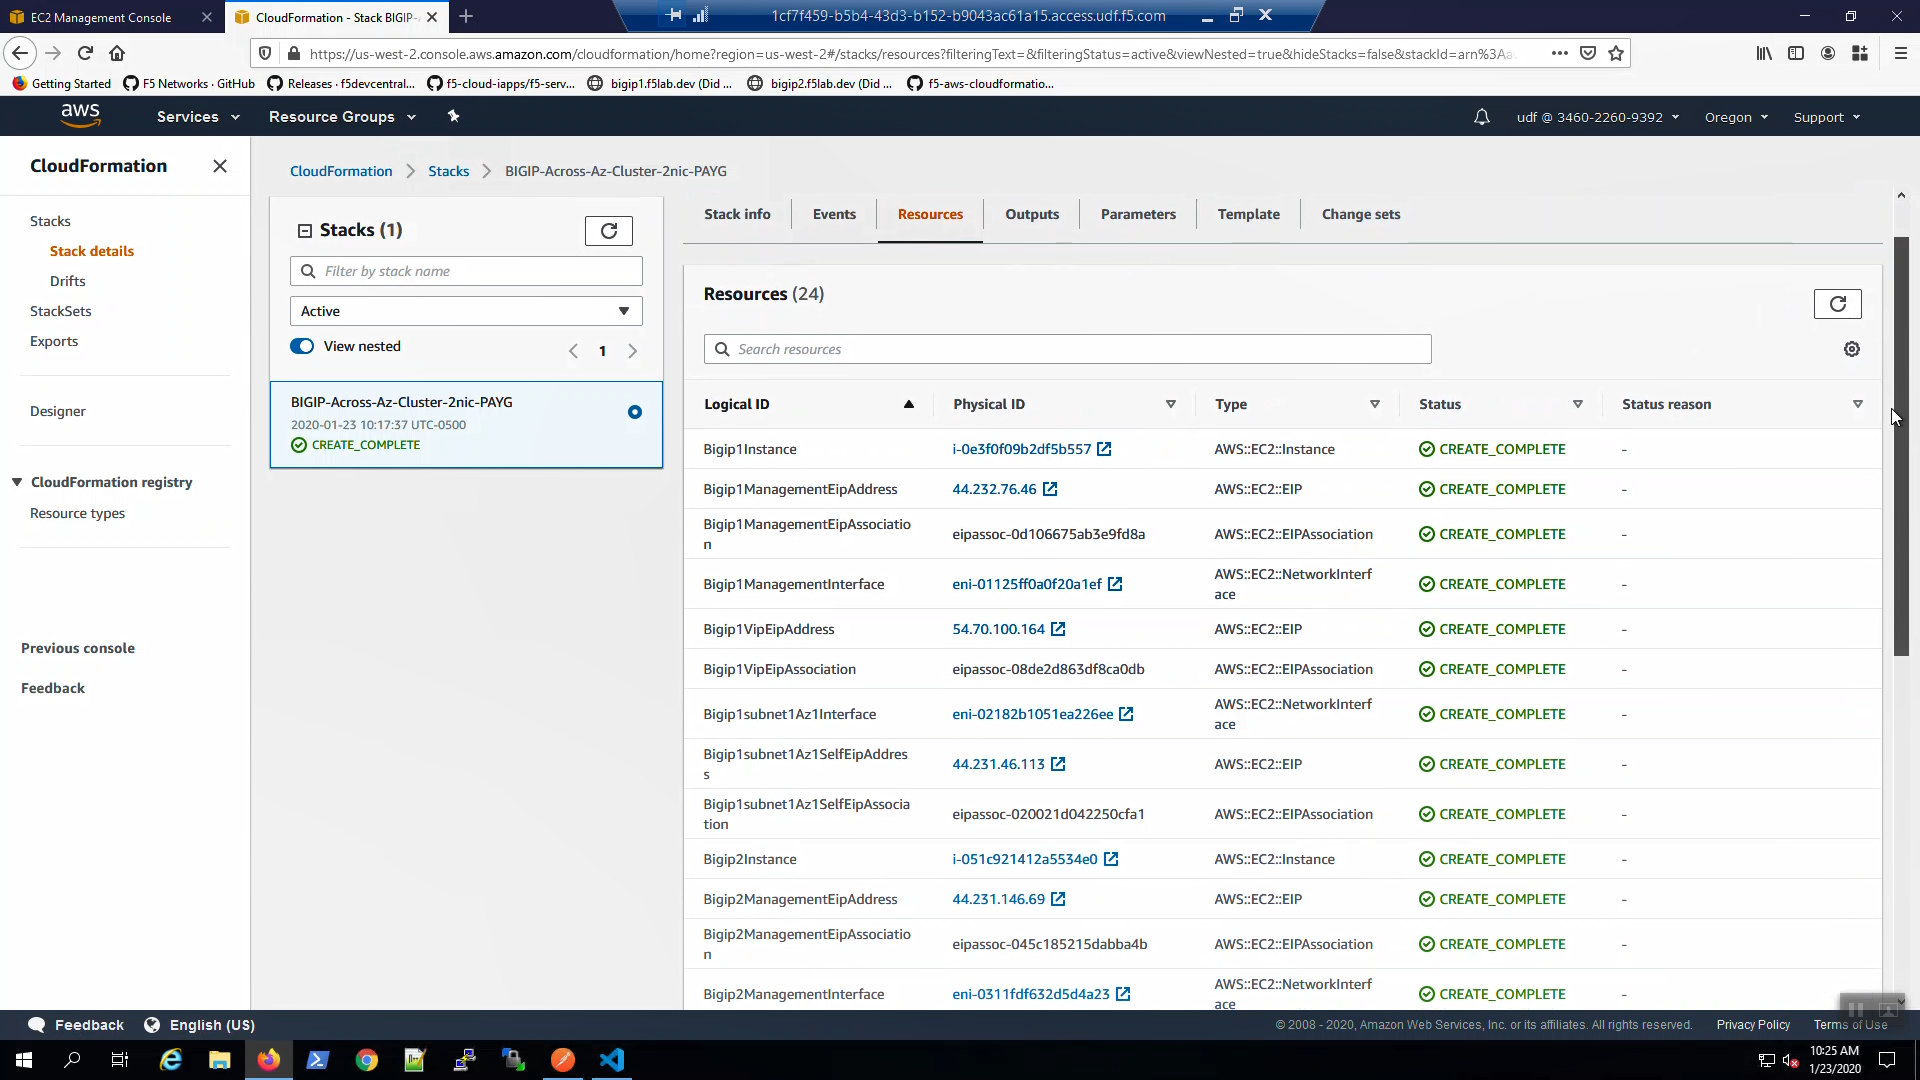 EC2 Management Console
CloudFormation - Stack BIGIP-
1cf7f459-b5b4-43d3-b152-b9043ac61a15.access.udf.f5.com
https://us-west-2.console.aws.amazon.com/cloudformation/home?region=us-west-2#/stacks/resources?filteringText=&filteringStatus=active&viewNested=true&hideStacks=false&stackId=arn%3Aa
Getting Started
F5 Networks · GitHub
Releases · f5devcentral...
f5-cloud-iapps/f5-serv...
bigip1.f5lab.dev (Did ...
bigip2.f5lab.dev (Did ...
f5-aws-cloudformatio...
aws
Services
Resource Groups
udf @ 3460-2260-9392
Oregon
Support
CloudFormation
Stacks
Stack details
Drifts
StackSets
Exports
Designer
CloudFormation registry
Resource types
Previous console
Feedback
CloudFormation
Stacks
BIGIP-Across-Az-Cluster-2nic-PAYG
Stacks (1)
Filter by stack name
Active
View nested
1
BIGIP-Across-Az-Cluster-2nic-PAYG
2020-01-23 10:17:37 UTC-0500
CREATE_COMPLETE
Stack info
Events
Resources
Outputs
Parameters
Template
Change sets
Resources (24)
Search resources
Logical ID Physical ID Type Status Status reason
Bigip1Instance i-0e3f0f09b2df5b557 AWS::EC2::Instance CREATE_COMPLETE -
Bigip1ManagementEipAddress 44.232.76.46 AWS::EC2::EIP CREATE_COMPLETE -
Bigip1ManagementEipAssociatio
n
eipassoc-0d106675ab3e9fd8a AWS::EC2::EIPAssociation CREATE_COMPLETE -
Bigip1ManagementInterface eni-01125ff0a0f20a1ef
AWS::EC2::NetworkInterf
ace
CREATE_COMPLETE -
Bigip1VipEipAddress 54.70.100.164 AWS::EC2::EIP CREATE_COMPLETE -
Bigip1VipEipAssociation eipassoc-08de2d863df8ca0db AWS::EC2::EIPAssociation CREATE_COMPLETE -
Bigip1subnet1Az1Interface eni-02182b1051ea226ee
AWS::EC2::NetworkInterf
ace
CREATE_COMPLETE -
Bigip1subnet1Az1SelfEipAddres
s
44.231.46.113 AWS::EC2::EIP CREATE_COMPLETE -
Bigip1subnet1Az1SelfEipAssocia
tion
eipassoc-020021d042250cfa1 AWS::EC2::EIPAssociation CREATE_COMPLETE -
Bigip2Instance i-051c921412a5534e0 AWS::EC2::Instance CREATE_COMPLETE -
Bigip2ManagementEipAddress 44.231.146.69 AWS::EC2::EIP CREATE_COMPLETE -
Bigip2ManagementEipAssociatio
n
eipassoc-045c185215dabba4b AWS::EC2::EIPAssociation CREATE_COMPLETE -
Bigip2ManagementInterface eni-0311fdf632d5d4a23
AWS::EC2::NetworkInterf
ace
CREATE_COMPLETE -
Feedback
English (US)
© 2008 - 2020, Amazon Web Services, Inc. or its affiliates. All rights reserved.
Privacy Policy
Terms of Use
10:25 AM
1/23/2020